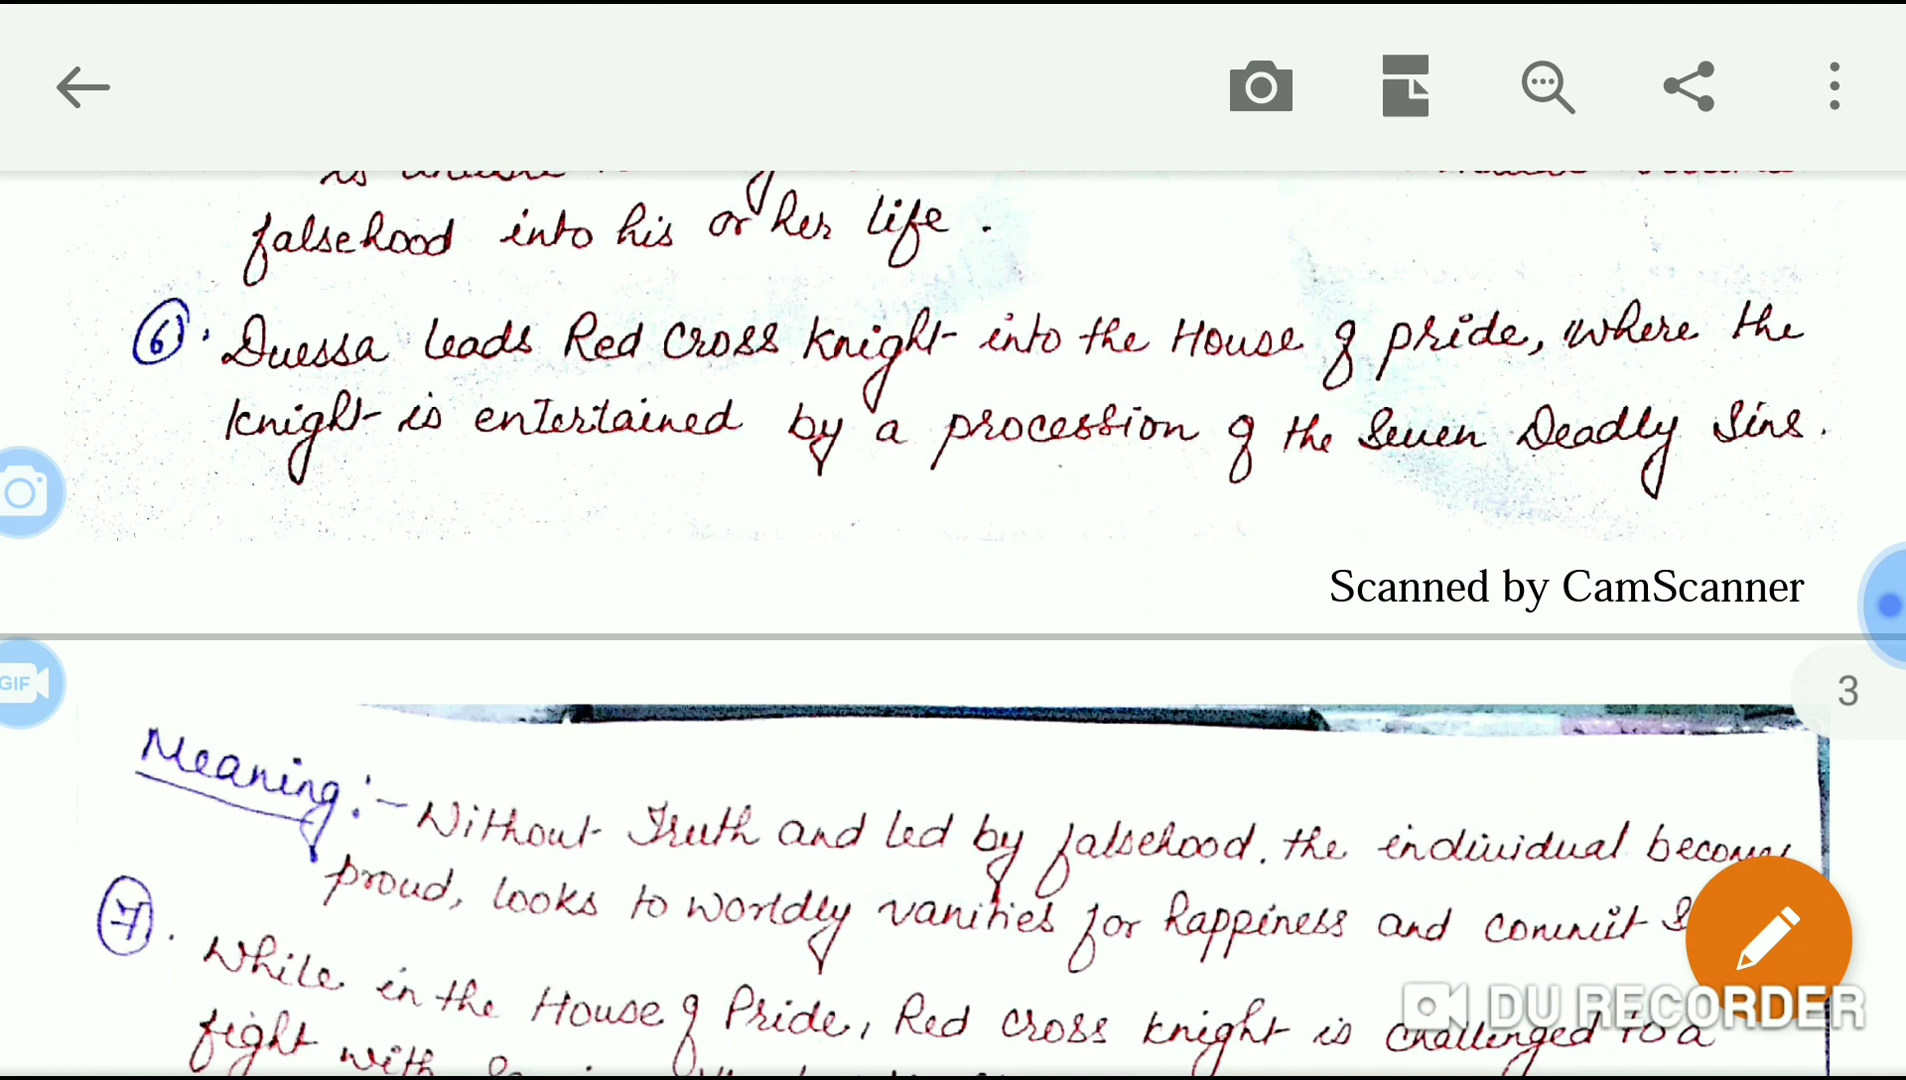 falsehood into his or her life .
6. Duessa leads Red Cross Knight into the House of pride, where the
knight is entertained by a procession of the Seven Deadly Sins.
Scanned by CamScanner
GIF
3
Meaning :- Without Truth and led by falsehood. the individual becomes
proud, looks to worldly vanities for happiness and commit
7. While in the House of Pride, Red cross knight is challenged to a
fight with
DU RECORDER